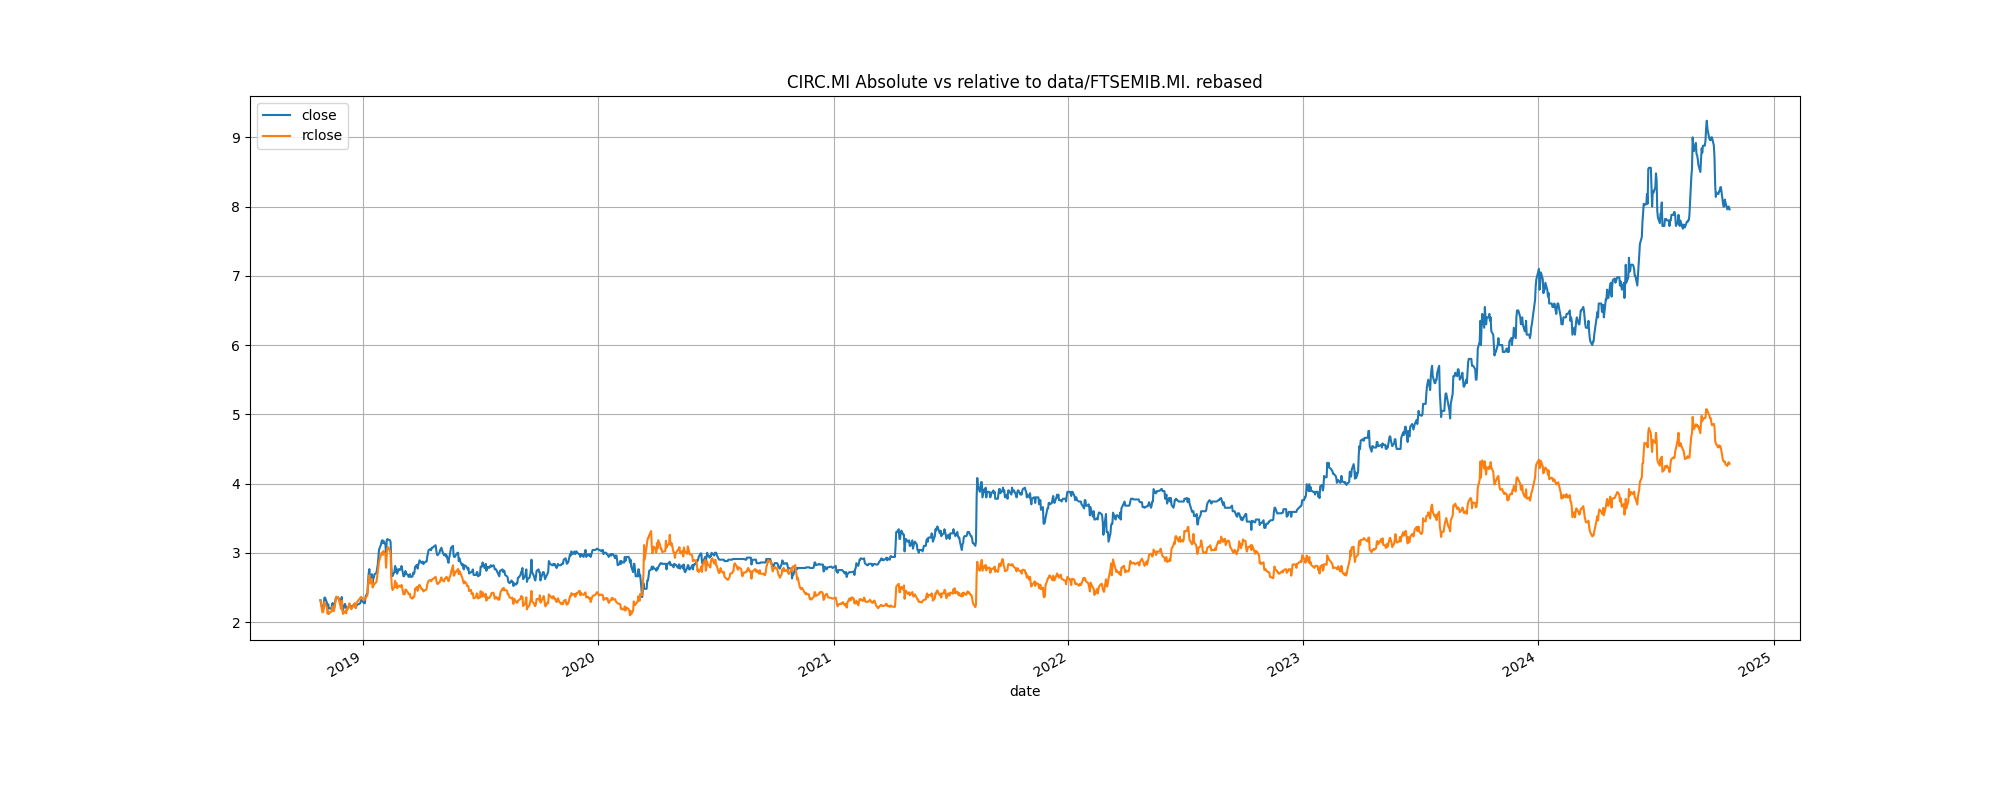 CIRC.MI Absolute vs relative to data/FTSEMIB.MI. rebased
close
rclose
9
8
7
6
5
4
3
2
2019 2020 2021 2022 2023 2024 2025
date